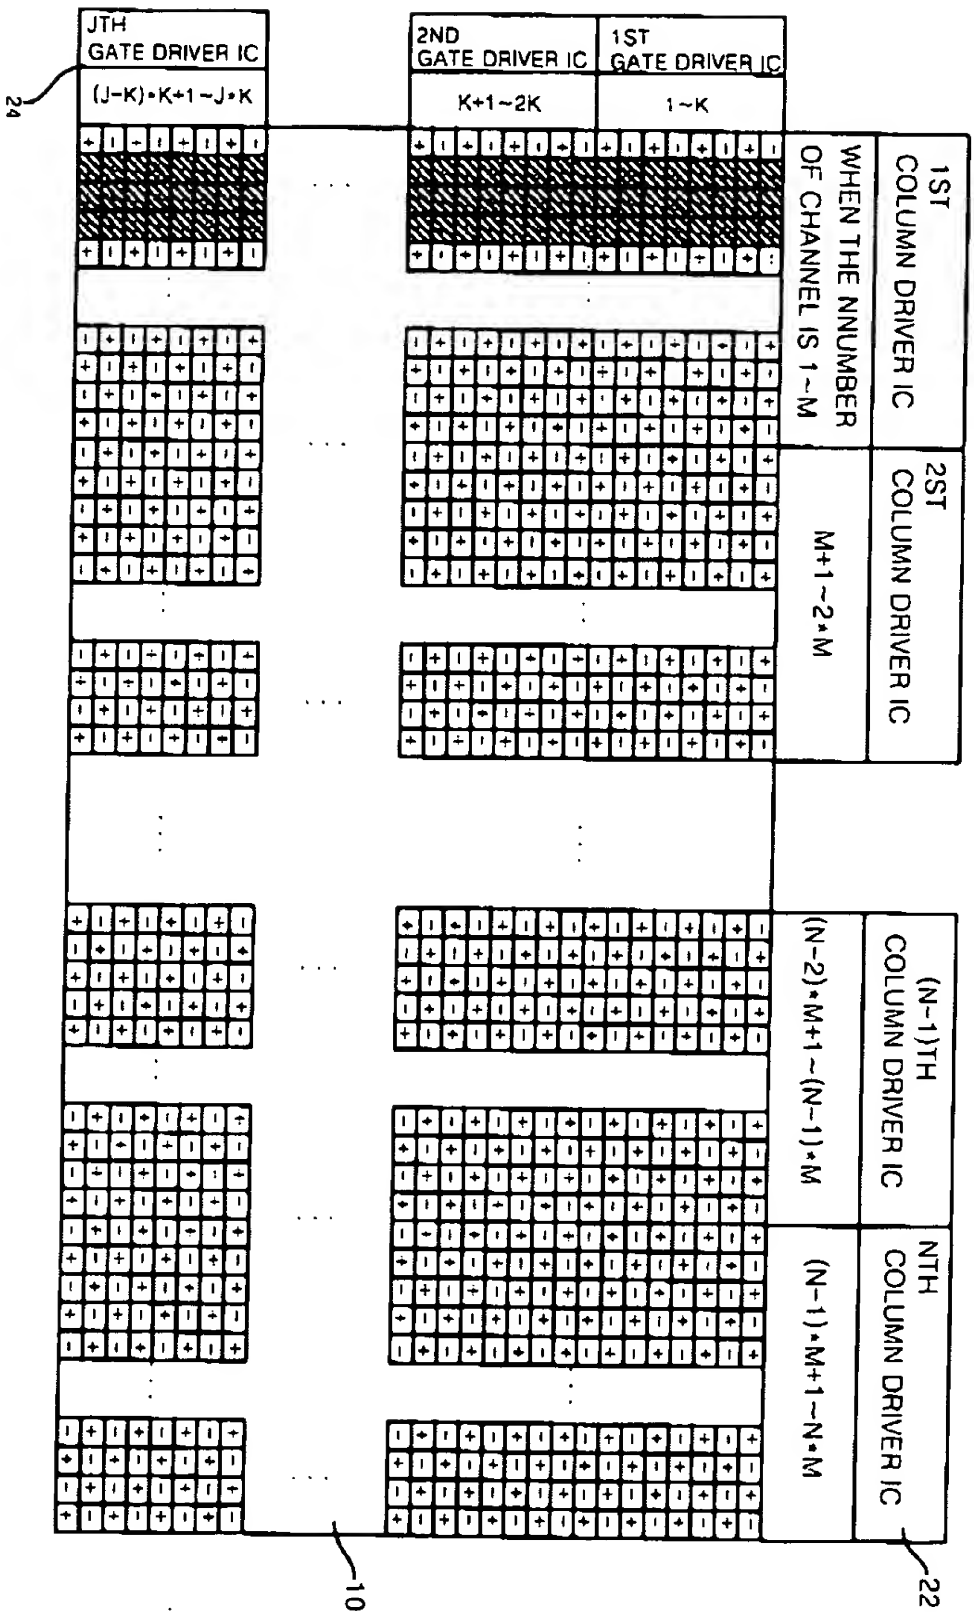 1ST
COLUMN DRIVER IC
2ST
COLUMN DRIVER IC
(N-1)TH
COLUMN DRIVER IC
NTH
COLUMN DRIVER IC
22
WHEN THE NNUMBER
OF CHANNEL IS 1~M
M+1~2*M
(N-2)*M+1~(N-1)*M
(N-1)*M+1~N*M
1ST
GATE DRIVER IC
1~K
2ND
GATE DRIVER IC
K+1~2K
JTH
GATE DRIVER IC
(J-K)*K+1~J*K
24
10